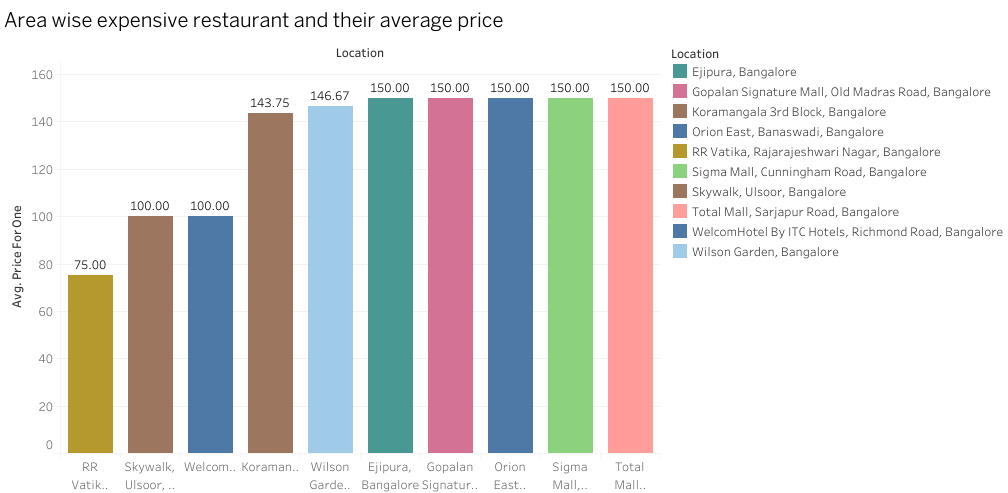 Area wise expensive restaurant and their average price
Location
Avg. Price For One
160
140
120
100
80
60
40
20
0
75.00
100.00
100.00
143.75
146.67
150.00
150.00
150.00
150.00
150.00
RR
Vatik..
Skywalk,
Ulsoor, ..
Welcom..
Koraman..
Wilson
Garde..
Ejipura,
Bangalore
Gopalan
Signatur..
Orion
East..
Sigma
Mall,..
Total
Mall..
Location
Ejipura, Bangalore
Gopalan Signature Mall, Old Madras Road, Bangalore
Koramangala 3rd Block, Bangalore
Orion East, Banaswadi, Bangalore
RR Vatika, Rajarajeshwari Nagar, Bangalore
Sigma Mall, Cunningham Road, Bangalore
Skywalk, Ulsoor, Bangalore
Total Mall, Sarjapur Road, Bangalore
WelcomHotel By ITC Hotels, Richmond Road, Bangalore
Wilson Garden, Bangalore